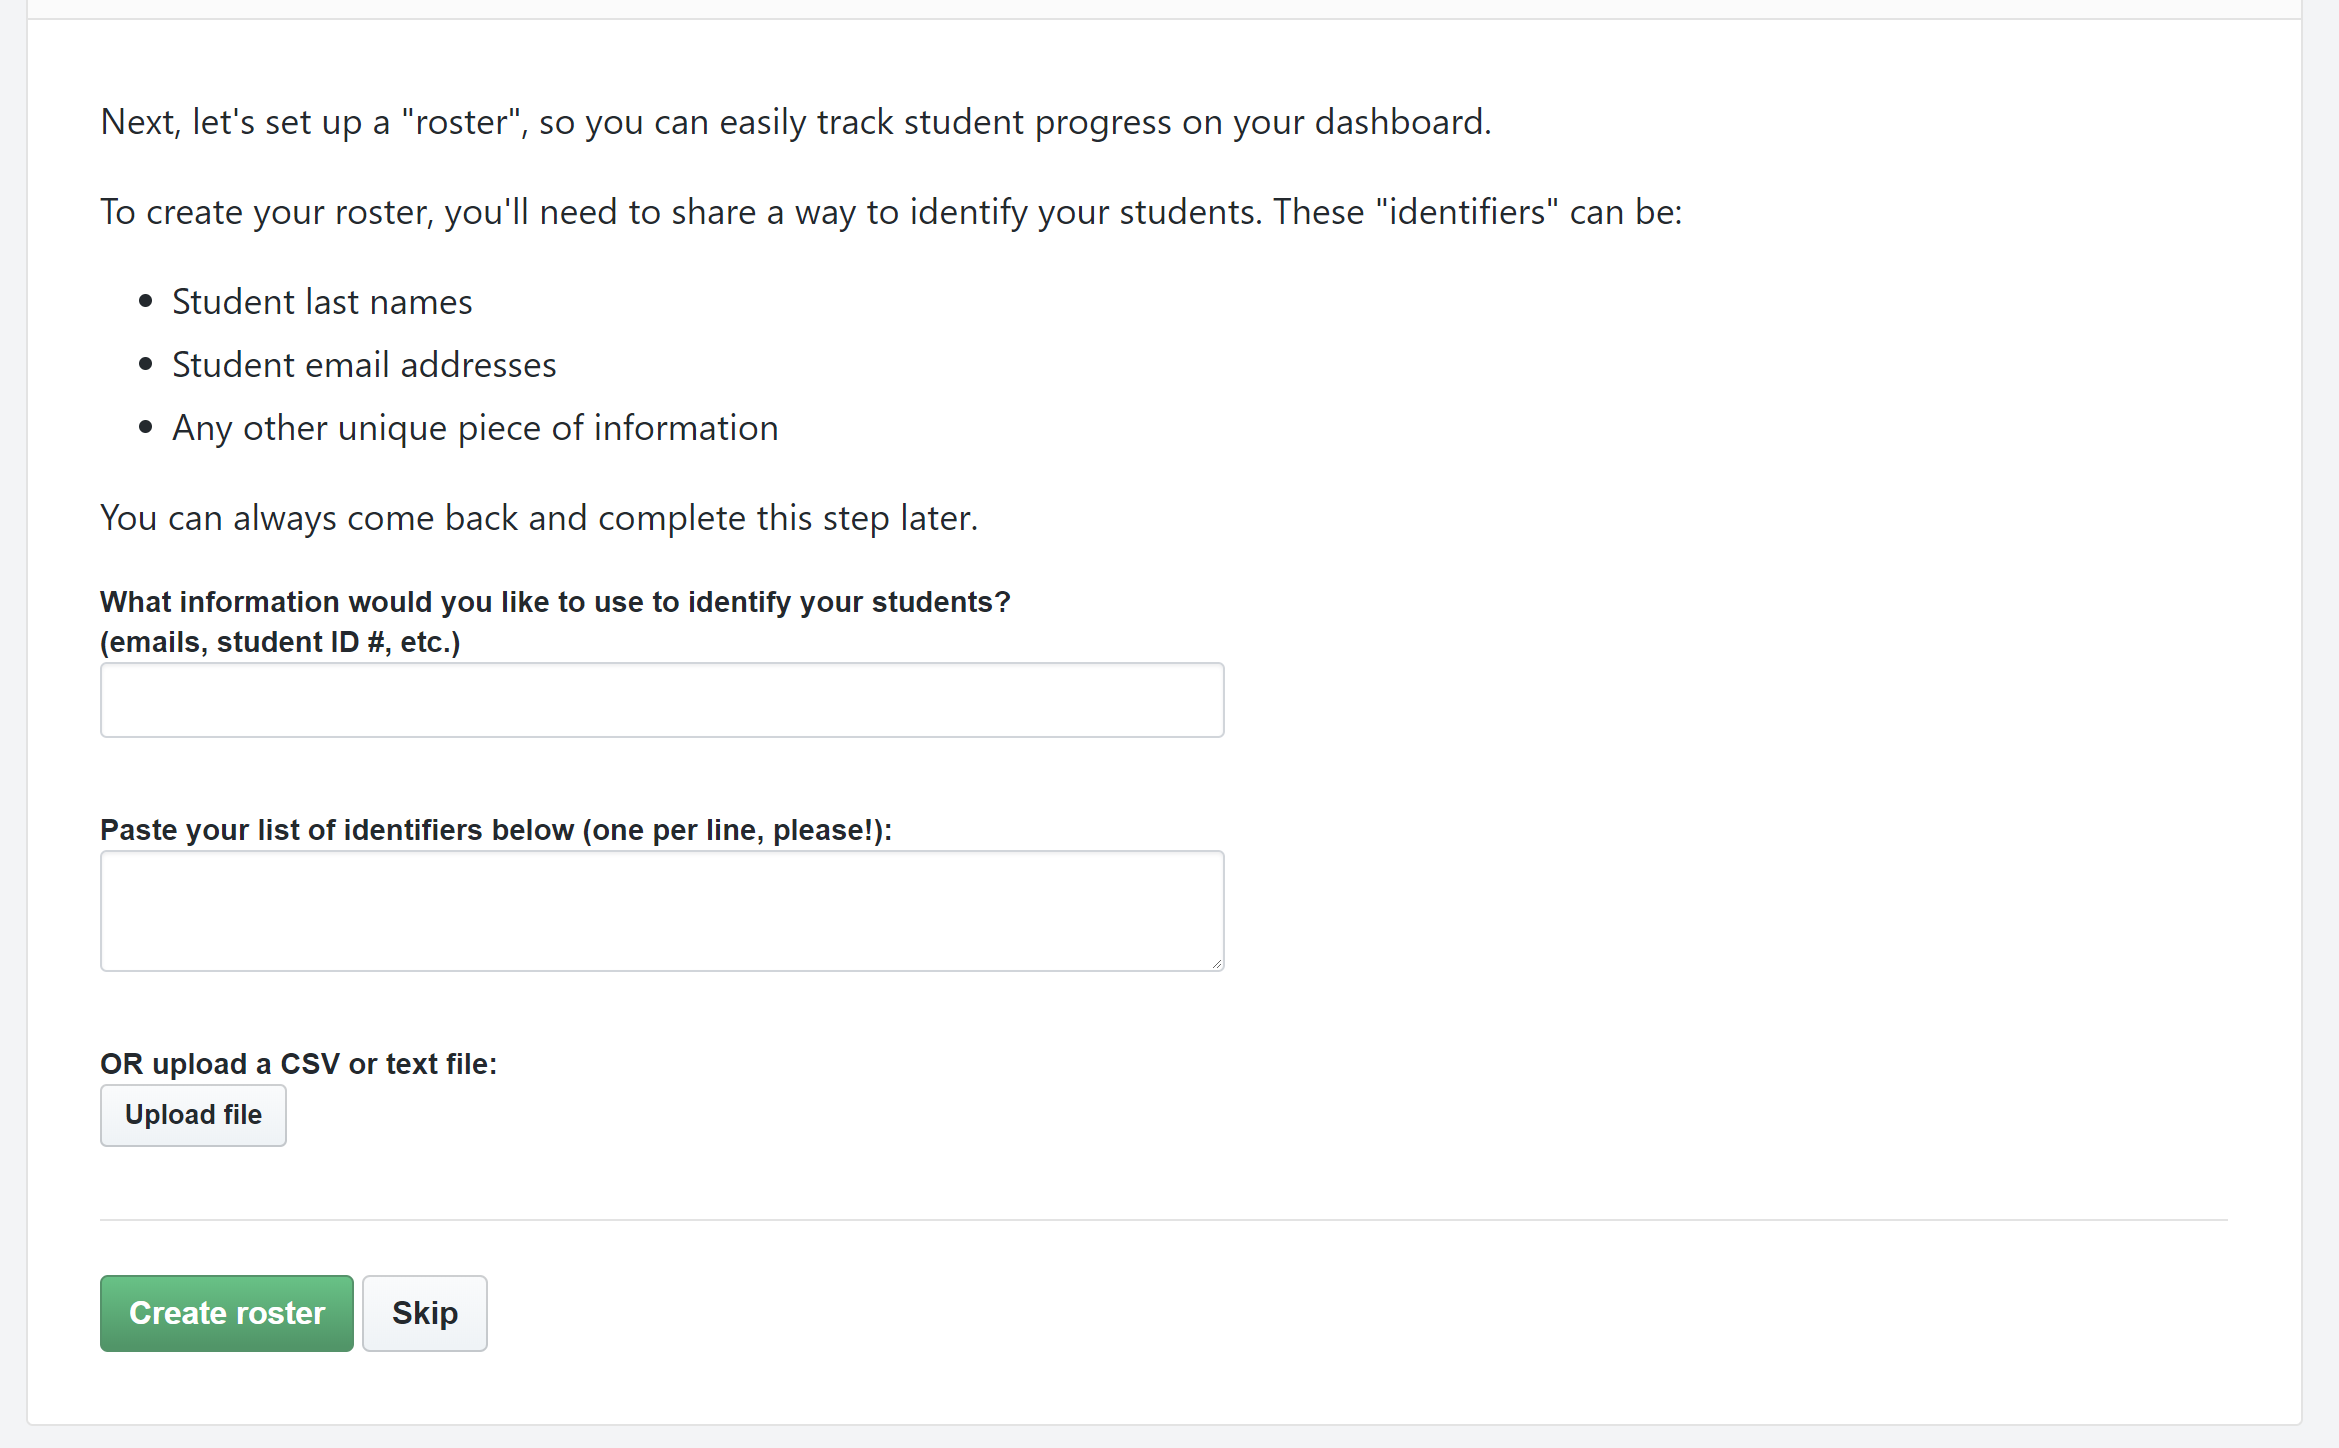 Next, let's set up a "roster", so you can easily track student progress on your dashboard.
To create your roster, you'll need to share a way to identify your students. These "identifiers" can be:
Student last names
Student email addresses
Any other unique piece of information
You can always come back and complete this step later.
What information would you like to use to identify your students?
(emails, student ID #, etc.)
Paste your list of identifiers below (one per line, please!):
OR upload a CSV or text file:
Upload file
Create roster Skip